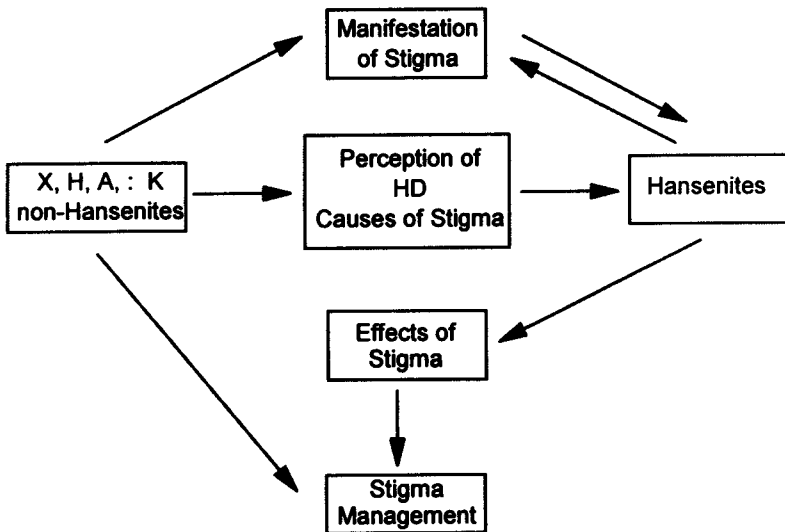 Manifestation
of Stigma
X, H, A, : K
non-Hansenites
Perception of
HD
Causes of Stigma
Hansenites
Effects of
Stigma
Stigma
Management